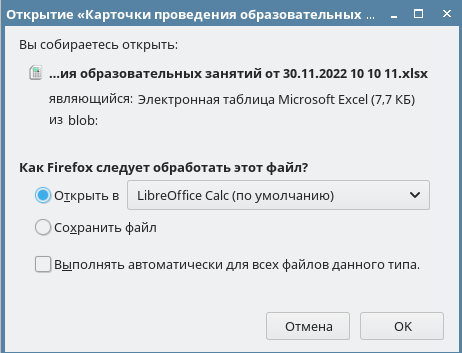 Открытие «Карточки проведения образовательных ...
Вы собираетесь открыть:
...ия образовательных занятий от 30.11.2022 10 10 11.xlsx
являющийся: Электронная таблица Microsoft Excel (7,7 КБ)
из blob:
Как Firefox следует обработать этот файл?
Открыть в LibreOffice Calc (по умолчанию)
Сохранить файл
Выполнять автоматически для всех файлов данного типа.
Отмена OK